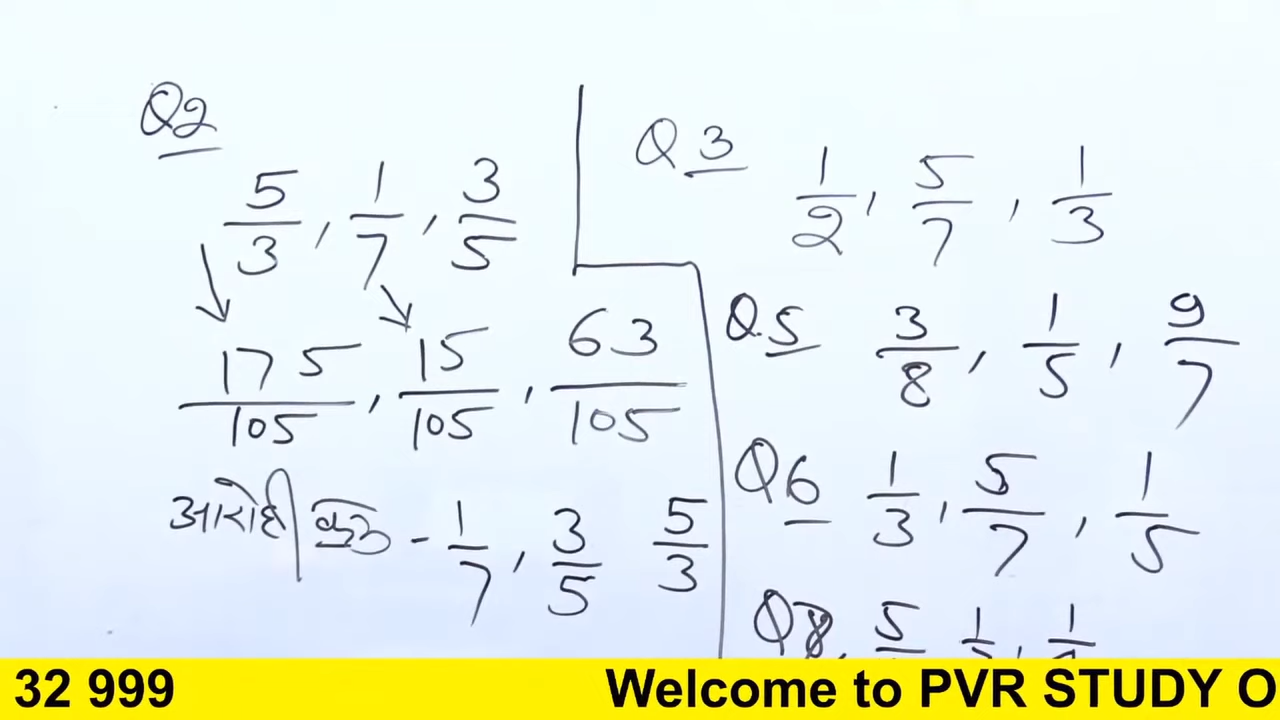 Q2
5/3, 1/7, 3/5
175/105, 15/105, 63/105
आरोही क्रम - 1/7, 3/5 5/3
Q3 1/2, 5/7, 1/3
Q5 3/8, 1/5, 9/7
Q6 1/3, 5/7, 1/5
Q8, 5
32 999
Welcome to PVR STUDY O